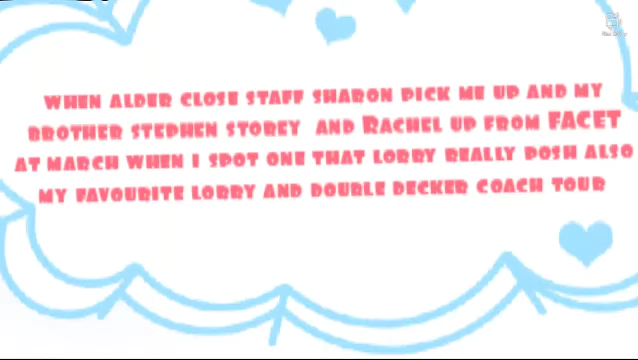 WHEN ALDER CLOSE STAFF SHARON PICK ME UP AND MY
BROTHER STEPHEN STOREY AND RACHEL UP FROM FACET
AT MARCH WHEN I SPOT ONE THAT LORRY REALLY POSH ALSO
MY FAVOURITE LORRY AND DOUBLE DECKER COACH TOUR